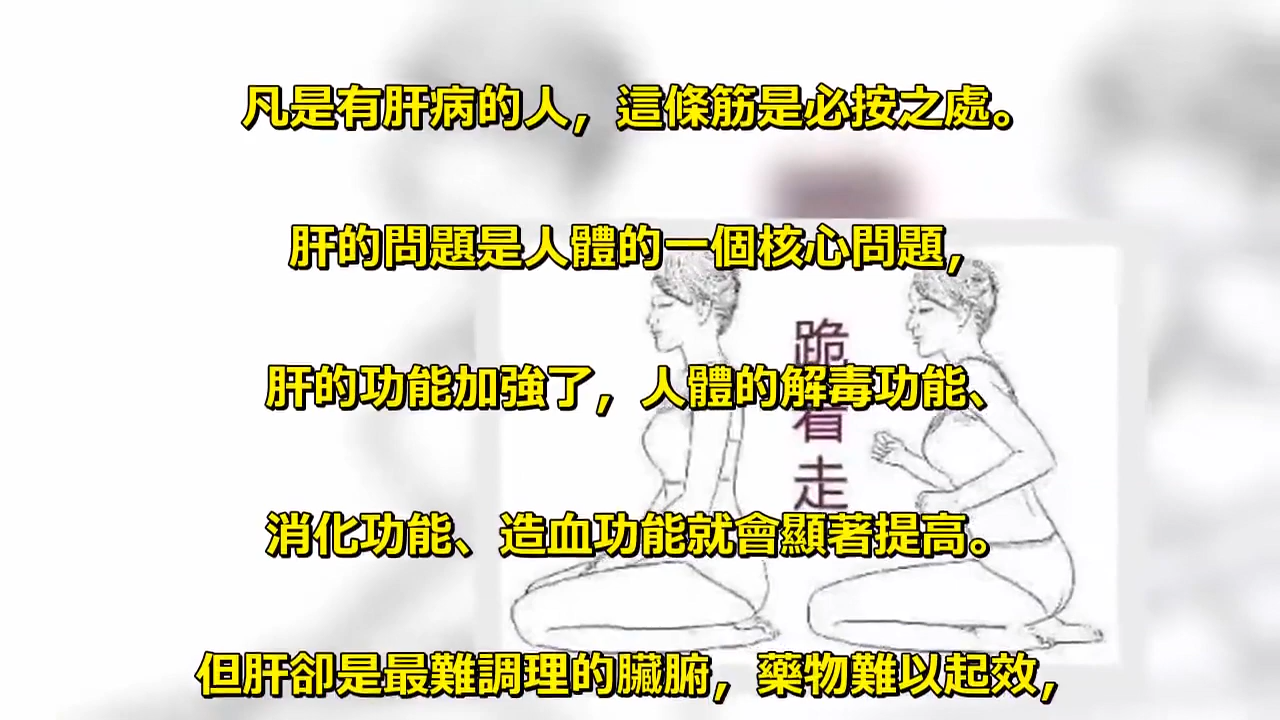 凡是有肝病的人，這條筋是必按之處。
肝的問題是人體的一個核心問題，
肝的功能加強了，人體的解毒功能、
消化功能、造血功能就會顯著提高。
但肝卻是最難調理的臟腑，藥物難以起效，
跪着走